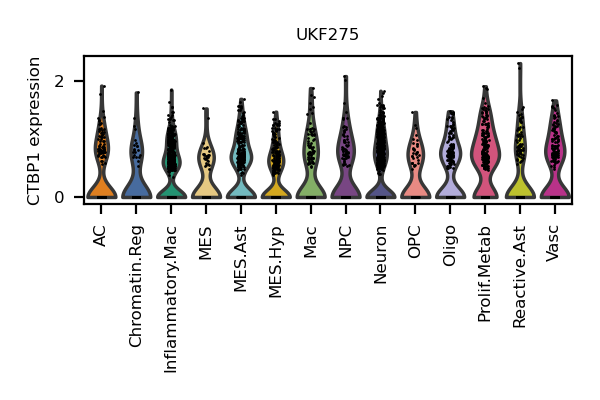 UKF275
CTBP1 expression
2
0
AC
Chromatin.Reg
Inflammatory.Mac
MES
MES.Ast
MES.Hyp
Mac
NPC
Neuron
OPC
Oligo
Prolif.Metab
Reactive.Ast
Vasc